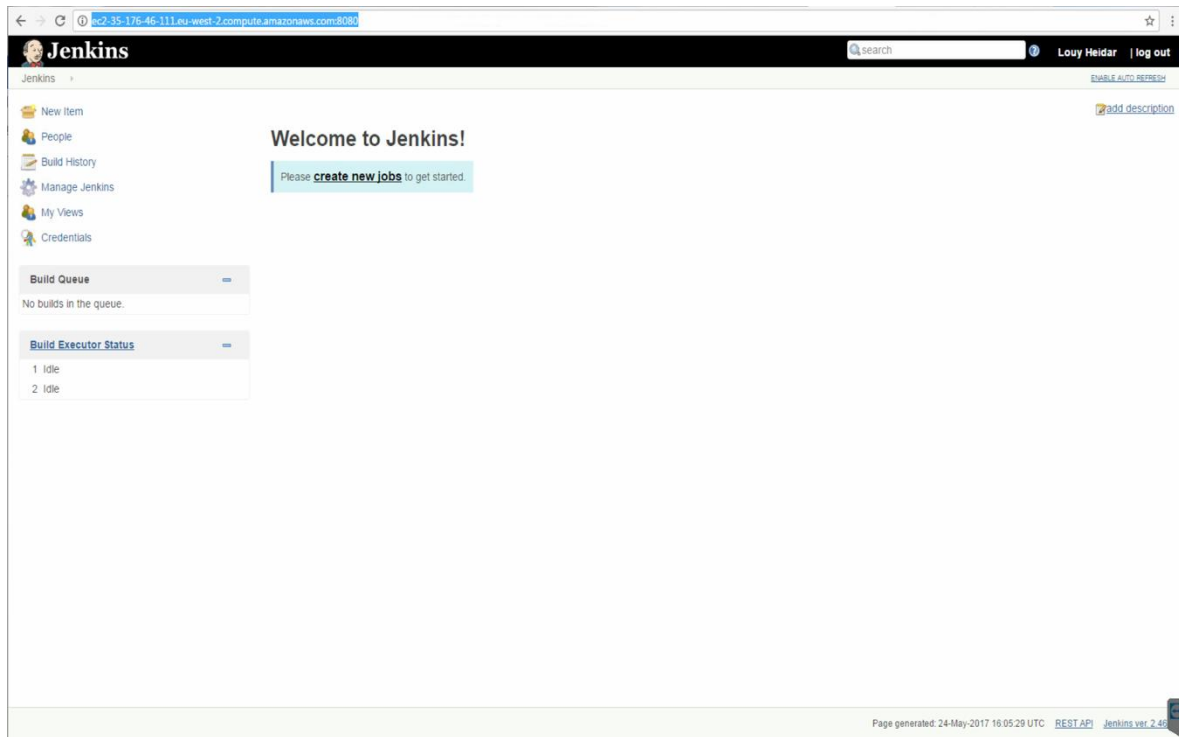 ec2-35-176-46-111.eu-west-2.compute.amazonaws.com:8080
Jenkins
search
Louy Heidar | log out
Jenkins
ENABLE AUTO REFRESH
add description
New Item
People
Build History
Manage Jenkins
My Views
Credentials
Welcome to Jenkins!
Please create new jobs to get started.
Build Queue
No builds in the queue.
Build Executor Status
1 Idle
2 Idle
Page generated: 24-May-2017 16:05:29 UTC REST API Jenkins ver. 2.46